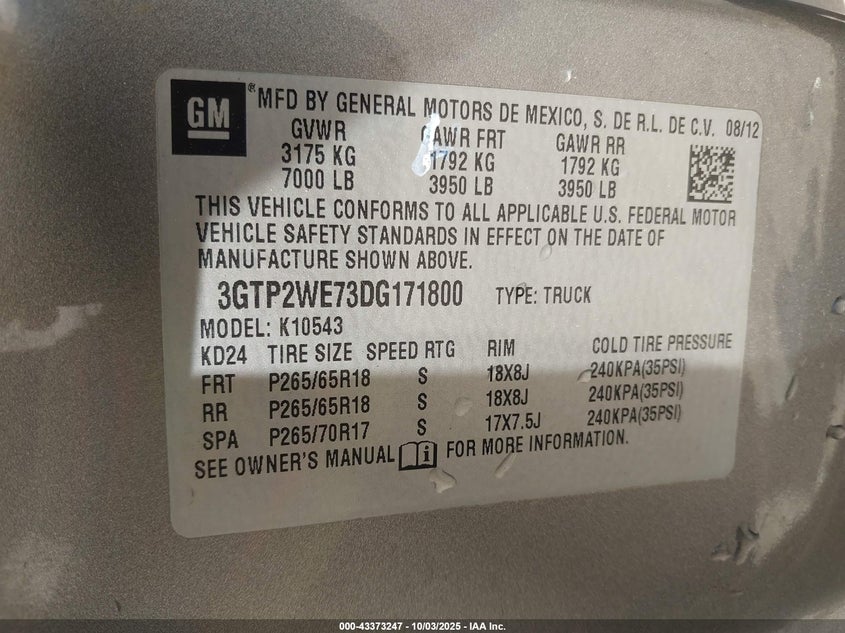 GM
® MFD BY GENERAL MOTORS DE MEXICO, S. DE R.L. DE C.V. 08/12
GVWR GAWR FRT GAWR RR
3175 KG 1792 KG 1792 KG
7000 LB 3950 LB 3950 LB
THIS VEHICLE CONFORMS TO ALL APPLICABLE U.S. FEDERAL MOTOR
VEHICLE SAFETY STANDARDS IN EFFECT ON THE DATE OF
MANUFACTURE SHOWN ABOVE.
3GTP2WE73DG171800 TYPE: TRUCK
MODEL: K10543
KD24 TIRE SIZE SPEED RTG RIM COLD TIRE PRESSURE
FRT P265/65R18 S 18X8J 240KPA(35PSI)
RR P265/65R18 S 18X8J 240KPA(35PSI)
SPA P265/70R17 S 17X7.5J 240KPA(35PSI)
SEE OWNER'S MANUAL i FOR MORE INFORMATION.
000-43373247 - 10/03/2025 - IAA Inc.